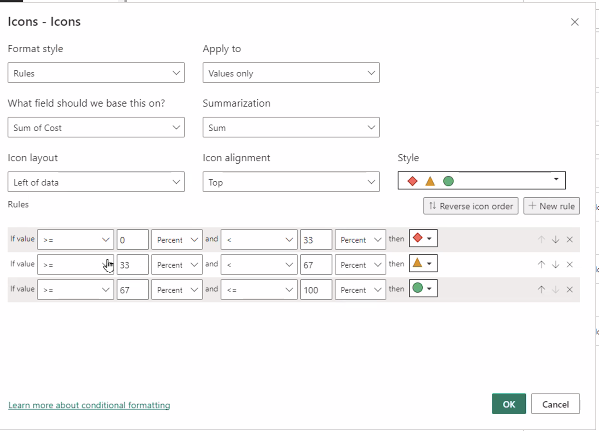 Icons - Icons
Format style
Apply to
Rules
Values only
What field should we base this on?
Summarization
Sum of Cost
Sum
Icon layout
Icon alignment
Style
Left of data
Top
Rules
Reverse icon order
+ New rule
If value >= 0 Percent and < 33 Percent then
If value >= 33 Percent and < 67 Percent then
If value >= 67 Percent and <= 100 Percent then
Learn more about conditional formatting
OK
Cancel